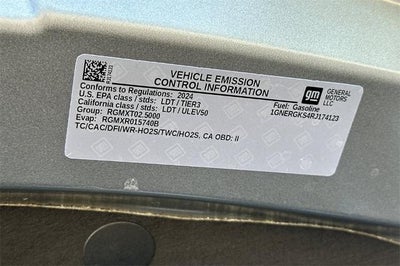 RJ174123
VEHICLE EMISSION
CONTROL INFORMATION
Conforms to Regulations: 2024
U.S. EPA class / stds: LDT / TIER3
California class / stds: LDT / ULEV50
Group: RGMXT02.5000
Evap: RGMXR015740B
TC/CAC/DFI/WR-HO2S/TWC/HO2S, CA OBD: II
Fuel: Gasoline
1GNERGKS4RJ174123
gm
GENERAL
MOTORS
LLC